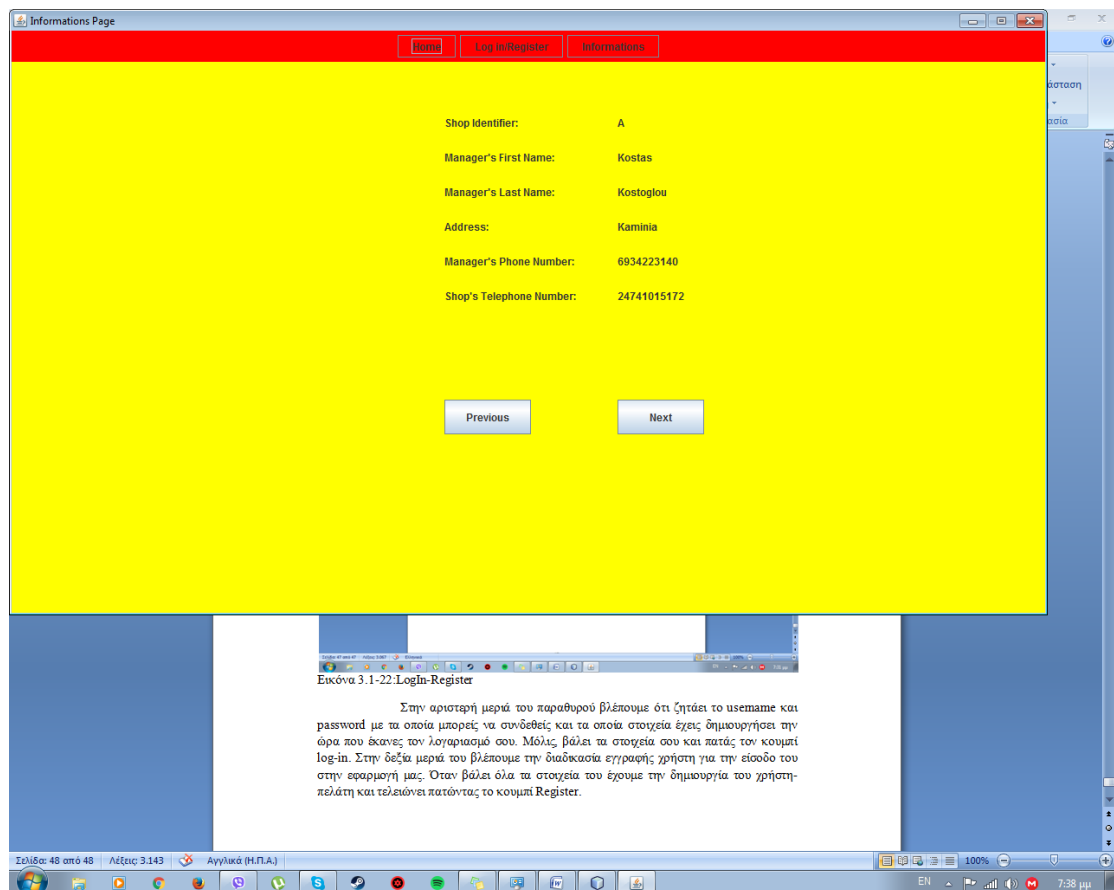 Informations Page
Home
Log in/Register
Informations
άσταση
ασία
Shop Identifier: A
Manager's First Name: Kostas
Manager's Last Name: Kostoglou
Address: Kaminia
Manager's Phone Number: 6934223140
Shop's Telephone Number: 24741015172
Previous
Next
Εικόνα 3.1-22:LogIn-Register
Στην αριστερή μεριά του παραθυρού βλέπουμε ότι ζητάει το username και
password με τα οποία μπορείς να συνδεθείς και τα οποία στοιχεία έχεις δημιουργήσει την
ώρα που έκανες τον λογαριασμό σου. Μόλις, βάλει τα στοιχεία σου και πατάς τον κουμπί
log-in. Στην δεξία μεριά του βλέπουμε την διαδικασία εγγραφής χρήστη για την είσοδο του
στην εφαρμογή μας. Όταν βάλει όλα τα στοιχεία του έχουμε την δημιουργία του χρήστη-
πελάτη και τελειώνει πατώντας το κουμπί Register.
Σελίδα: 48 από 48
Λέξεις: 3.143
Αγγλικά (Η.Π.Α.)
100%
EN
7:38 μμ